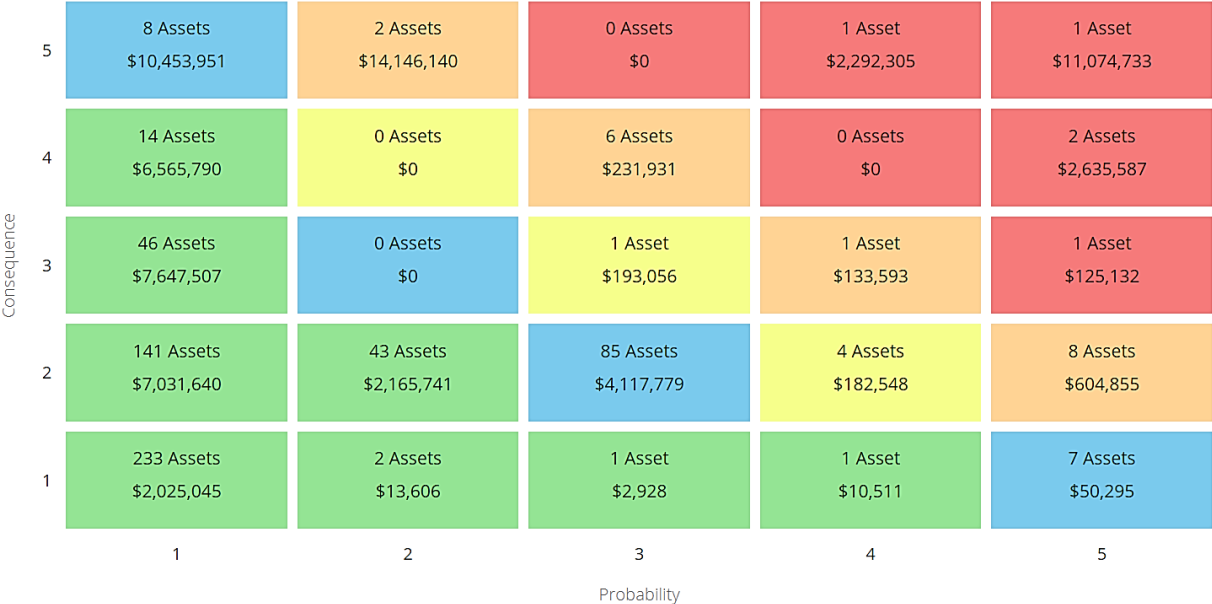 8 Assets
$10,453,951
2 Assets
$14,146,140
0 Assets
$0
1 Asset
$2,292,305
1 Asset
$11,074,733
5
14 Assets
$6,565,790
0 Assets
$0
6 Assets
$231,931
0 Assets
$0
2 Assets
$2,635,587
4
46 Assets
$7,647,507
0 Assets
$0
1 Asset
$193,056
1 Asset
$133,593
1 Asset
$125,132
3
141 Assets
$7,031,640
43 Assets
$2,165,741
85 Assets
$4,117,779
4 Assets
$182,548
8 Assets
$604,855
2
233 Assets
$2,025,045
2 Assets
$13,606
1 Asset
$2,928
1 Asset
$10,511
7 Assets
$50,295
1
Consequence
1 2 3 4 5
Probability